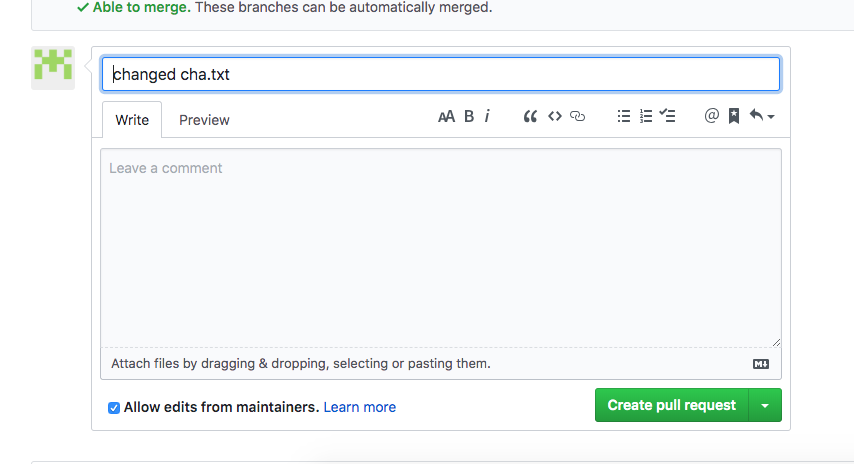 Able to merge. These branches can be automatically merged.
changed cha.txt
Write Preview AA B i @
Leave a comment
Attach files by dragging & dropping, selecting or pasting them.
Allow edits from maintainers. Learn more
Create pull request